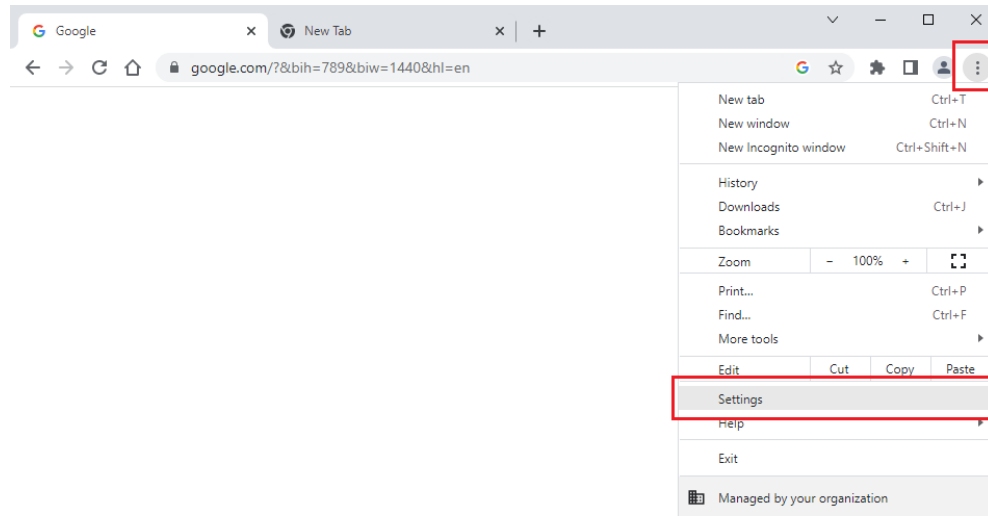 Google New Tab
google.com/?&bih=789&biw=1440&hl=en
New tab Ctrl+T
New window Ctrl+N
New Incognito window Ctrl+Shift+N
History
Downloads Ctrl+J
Bookmarks
Zoom - 100% +
Print... Ctrl+P
Find... Ctrl+F
More tools
Edit Cut Copy Paste
Settings
Help
Exit
Managed by your organization